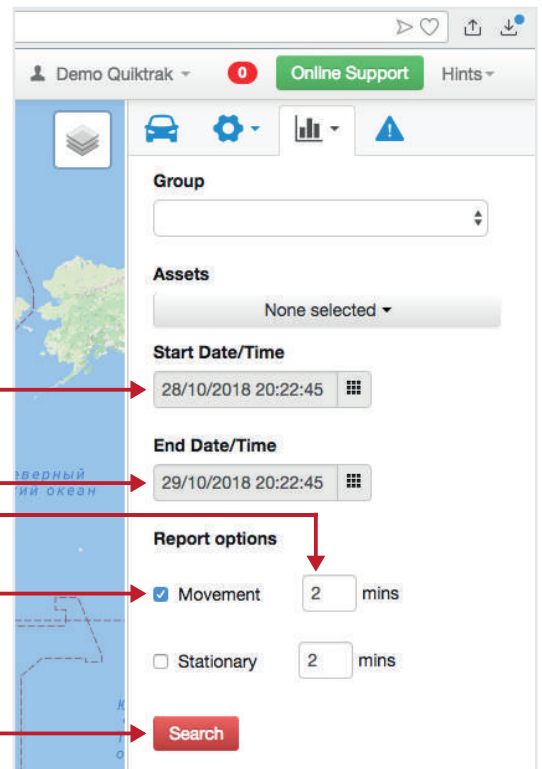 Demo Quiktrak
0
Online Support
Hints
Group
Assets
None selected
Start Date/Time
28/10/2018 20:22:45
End Date/Time
29/10/2018 20:22:45
ий океан
Report options
Movement 2 mins
Stationary 2 mins
Search